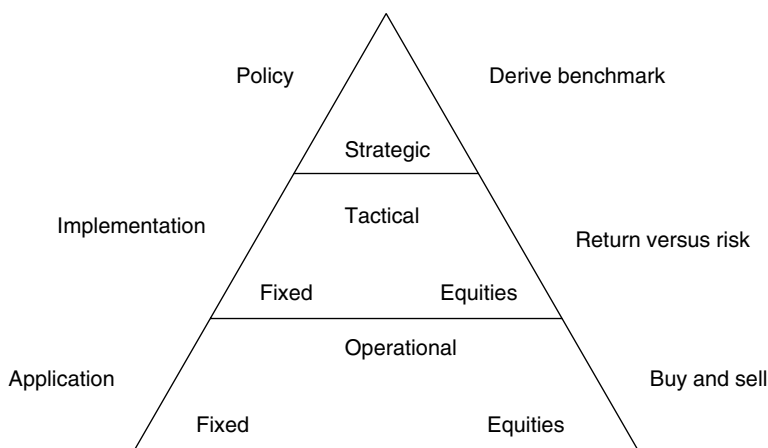 Policy
Derive benchmark
Strategic
Tactical
Implementation
Return versus risk
Fixed
Equities
Operational
Application
Buy and sell
Fixed
Equities